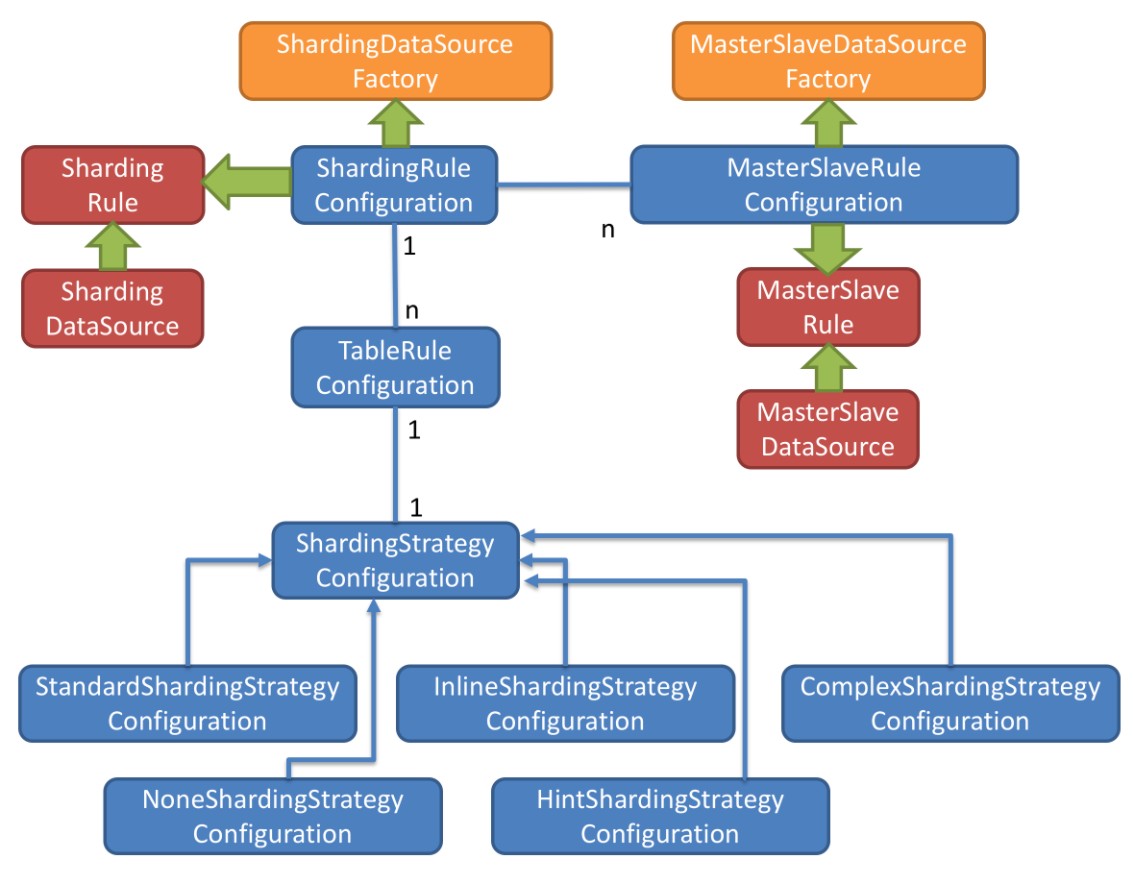 ShardingDataSource
Factory
MasterSlaveDataSource
Factory
Sharding
Rule
ShardingRule
Configuration
MasterSlaveRule
Configuration
n
1
Sharding
DataSource
MasterSlave
Rule
n
TableRule
Configuration
MasterSlave
DataSource
1
1
ShardingStrategy
Configuration
StandardShardingStrategy
Configuration
InlineShardingStrategy
Configuration
ComplexShardingStrategy
Configuration
NoneShardingStrategy
Configuration
HintShardingStrategy
Configuration